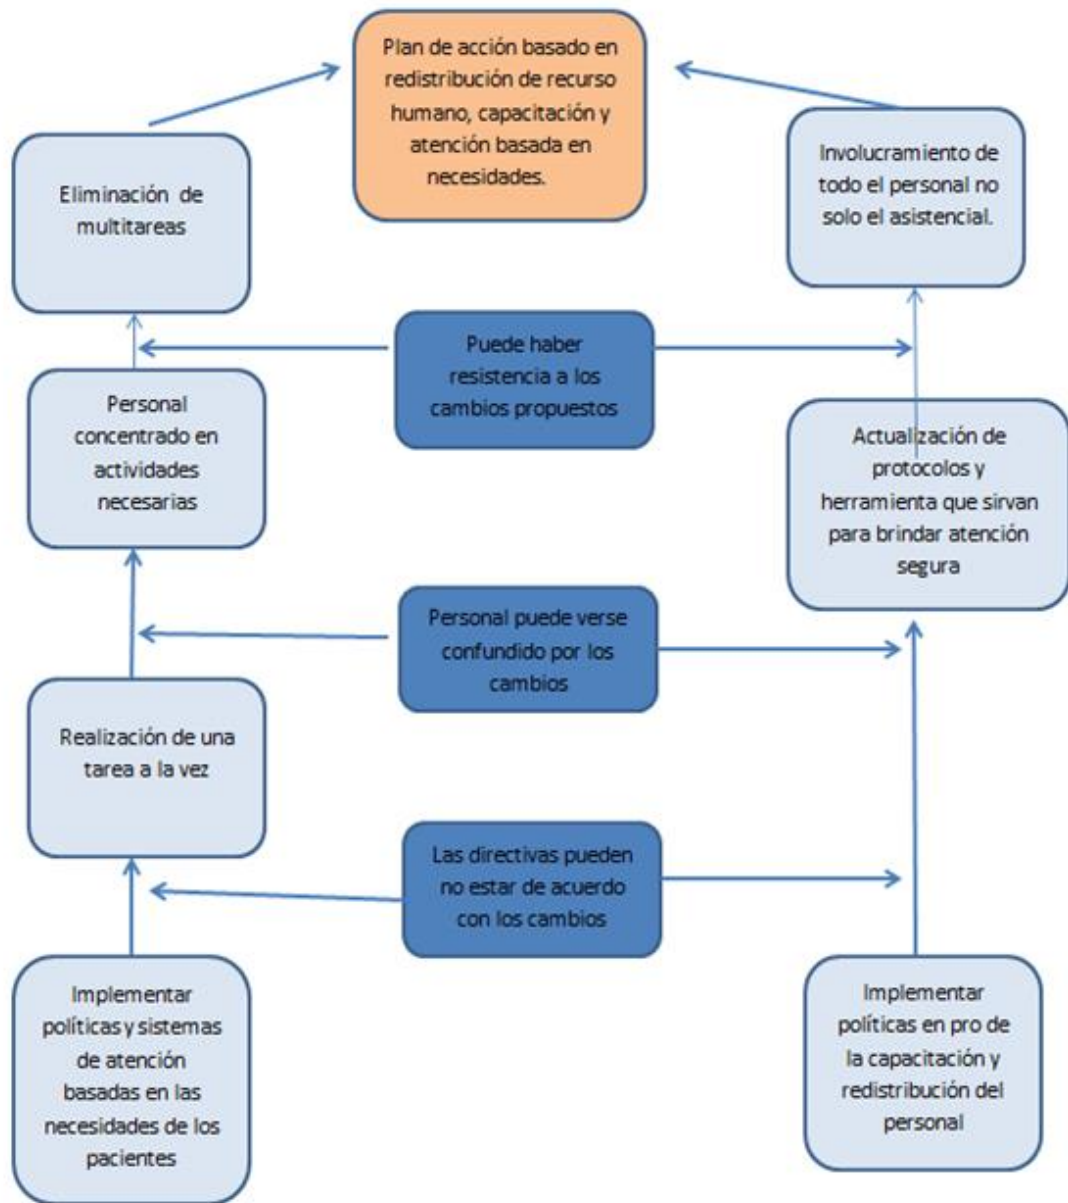 Plan de acción basado en
redistribución de recurso
humano, capacitación y
atención basada en
necesidades.
Eliminación de
multitareas
Involucramiento de
todo el personal no
solo el asistencial.
Puede haber
resistencia a los
cambios propuestos
Personal
concentrado en
actividades
necesarias
Actualización de
protocolos y
herramienta que sirvan
para brindar atención
segura
Personal puede verse
confundido por los
cambios
Realización de una
tarea a la vez
Las directivas pueden
no estar de acuerdo
con los cambios
Implementar
políticas y sistemas
de atención
basadas en las
necesidades de los
pacientes
Implementar
políticas en pro de
la capacitación y
redistribución del
personal